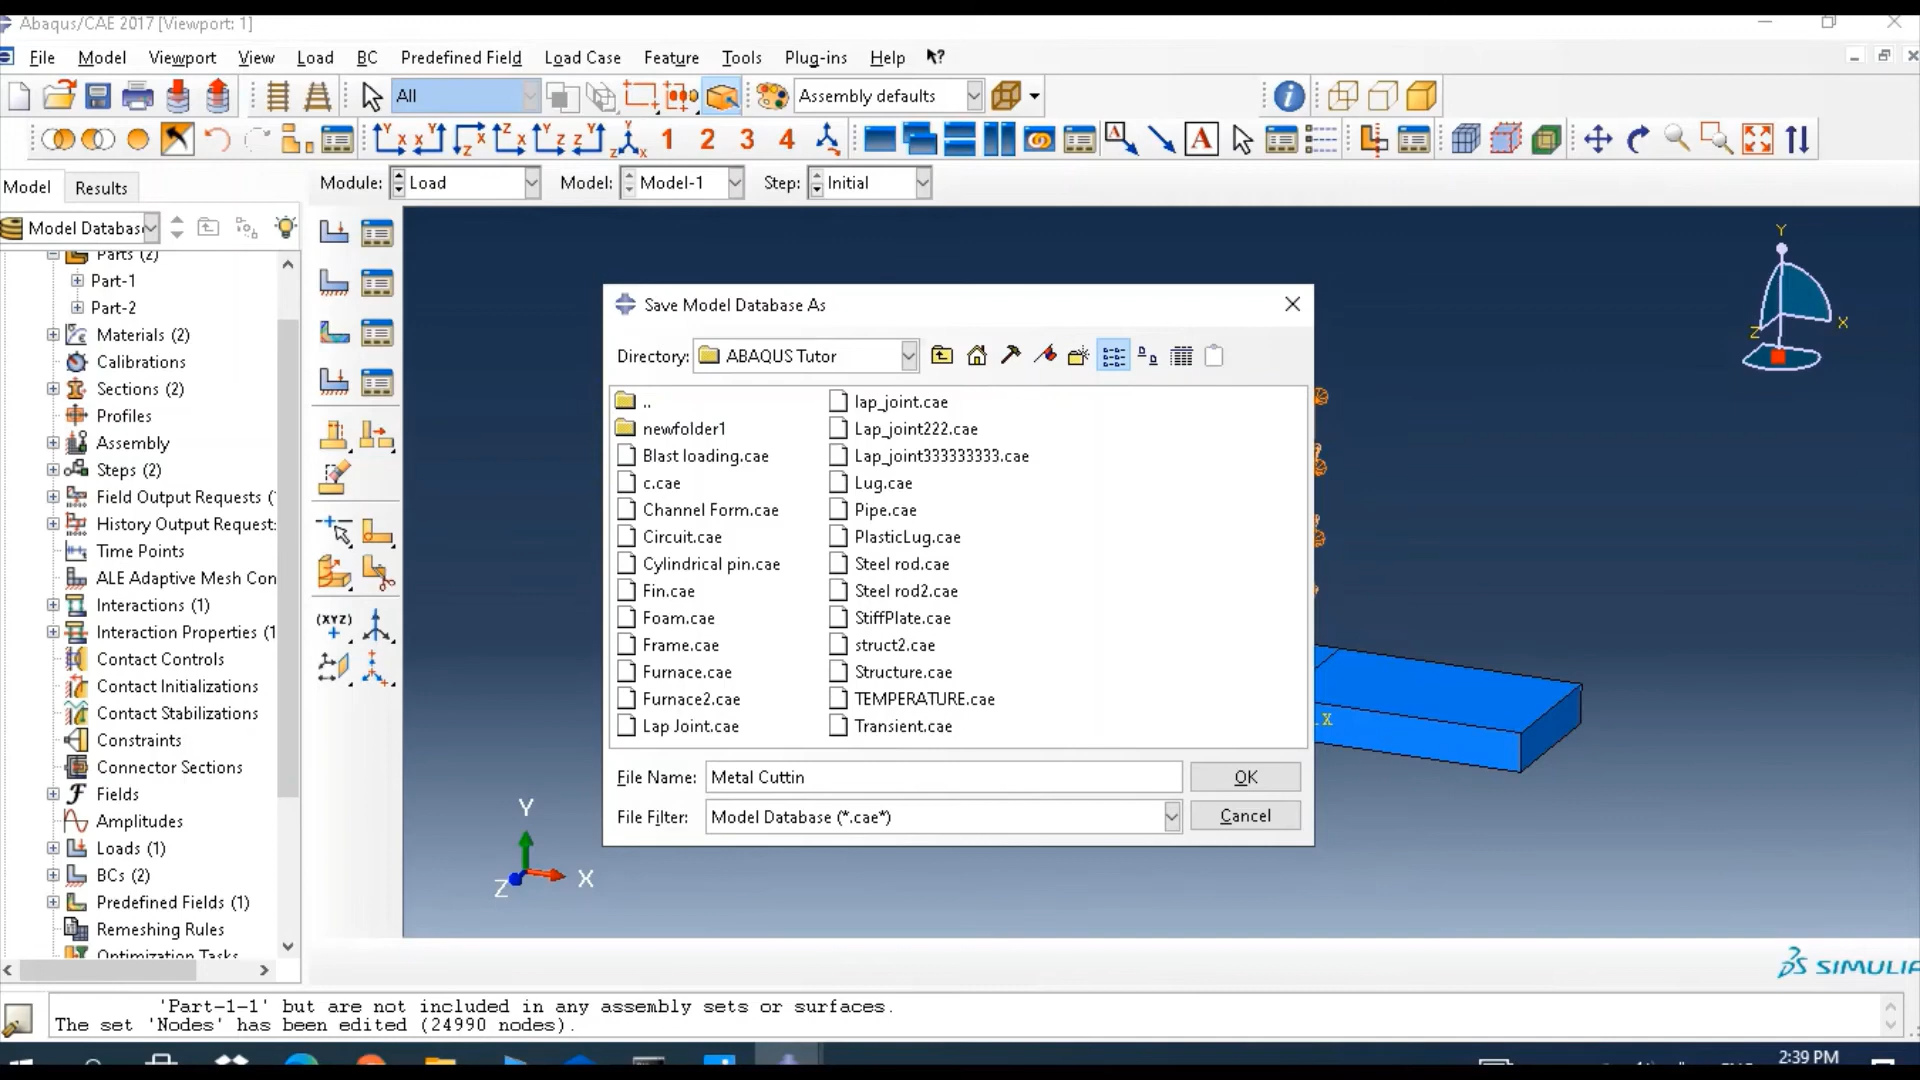 Abaqus/CAE 2017 [Viewport: 1]
File Model Viewport View Load BC Predefined Field Load Case Feature Tools Plug-ins Help
All Assembly defaults
1 2 3 4
Model Results Module: Load Model: Model-1 Step: Initial
Model Databas
Parts (2)
Part-1
Part-2
Materials (2)
Calibrations
Sections (2)
Profiles
Assembly
Steps (2)
Field Output Requests (
History Output Request:
Time Points
ALE Adaptive Mesh Con
Interactions (1)
Interaction Properties (1
Contact Controls
Contact Initializations
Contact Stabilizations
Constraints
Connector Sections
Fields
Amplitudes
Loads (1)
BCs (2)
Predefined Fields (1)
Remeshing Rules
Optimization Tasks
(XYZ)
Save Model Database As
Directory: ABAQUS Tutor
..
newfolder1
Blast loading.cae
c.cae
Channel Form.cae
Circuit.cae
Cylindrical pin.cae
Fin.cae
Foam.cae
Frame.cae
Furnace.cae
Furnace2.cae
Lap Joint.cae
lap_joint.cae
Lap_joint222.cae
Lap_joint333333333.cae
Lug.cae
Pipe.cae
PlasticLug.cae
Steel rod.cae
Steel rod2.cae
StiffPlate.cae
struct2.cae
Structure.cae
TEMPERATURE.cae
Transient.cae
File Name: Metal Cuttin
OK
File Filter: Model Database (*.cae*)
Cancel
Y
X
Z
X
Y
X
Z
SIMULIA
'Part-1-1' but are not included in any assembly sets or surfaces.
The set 'Nodes' has been edited (24990 nodes).
2:39 PM